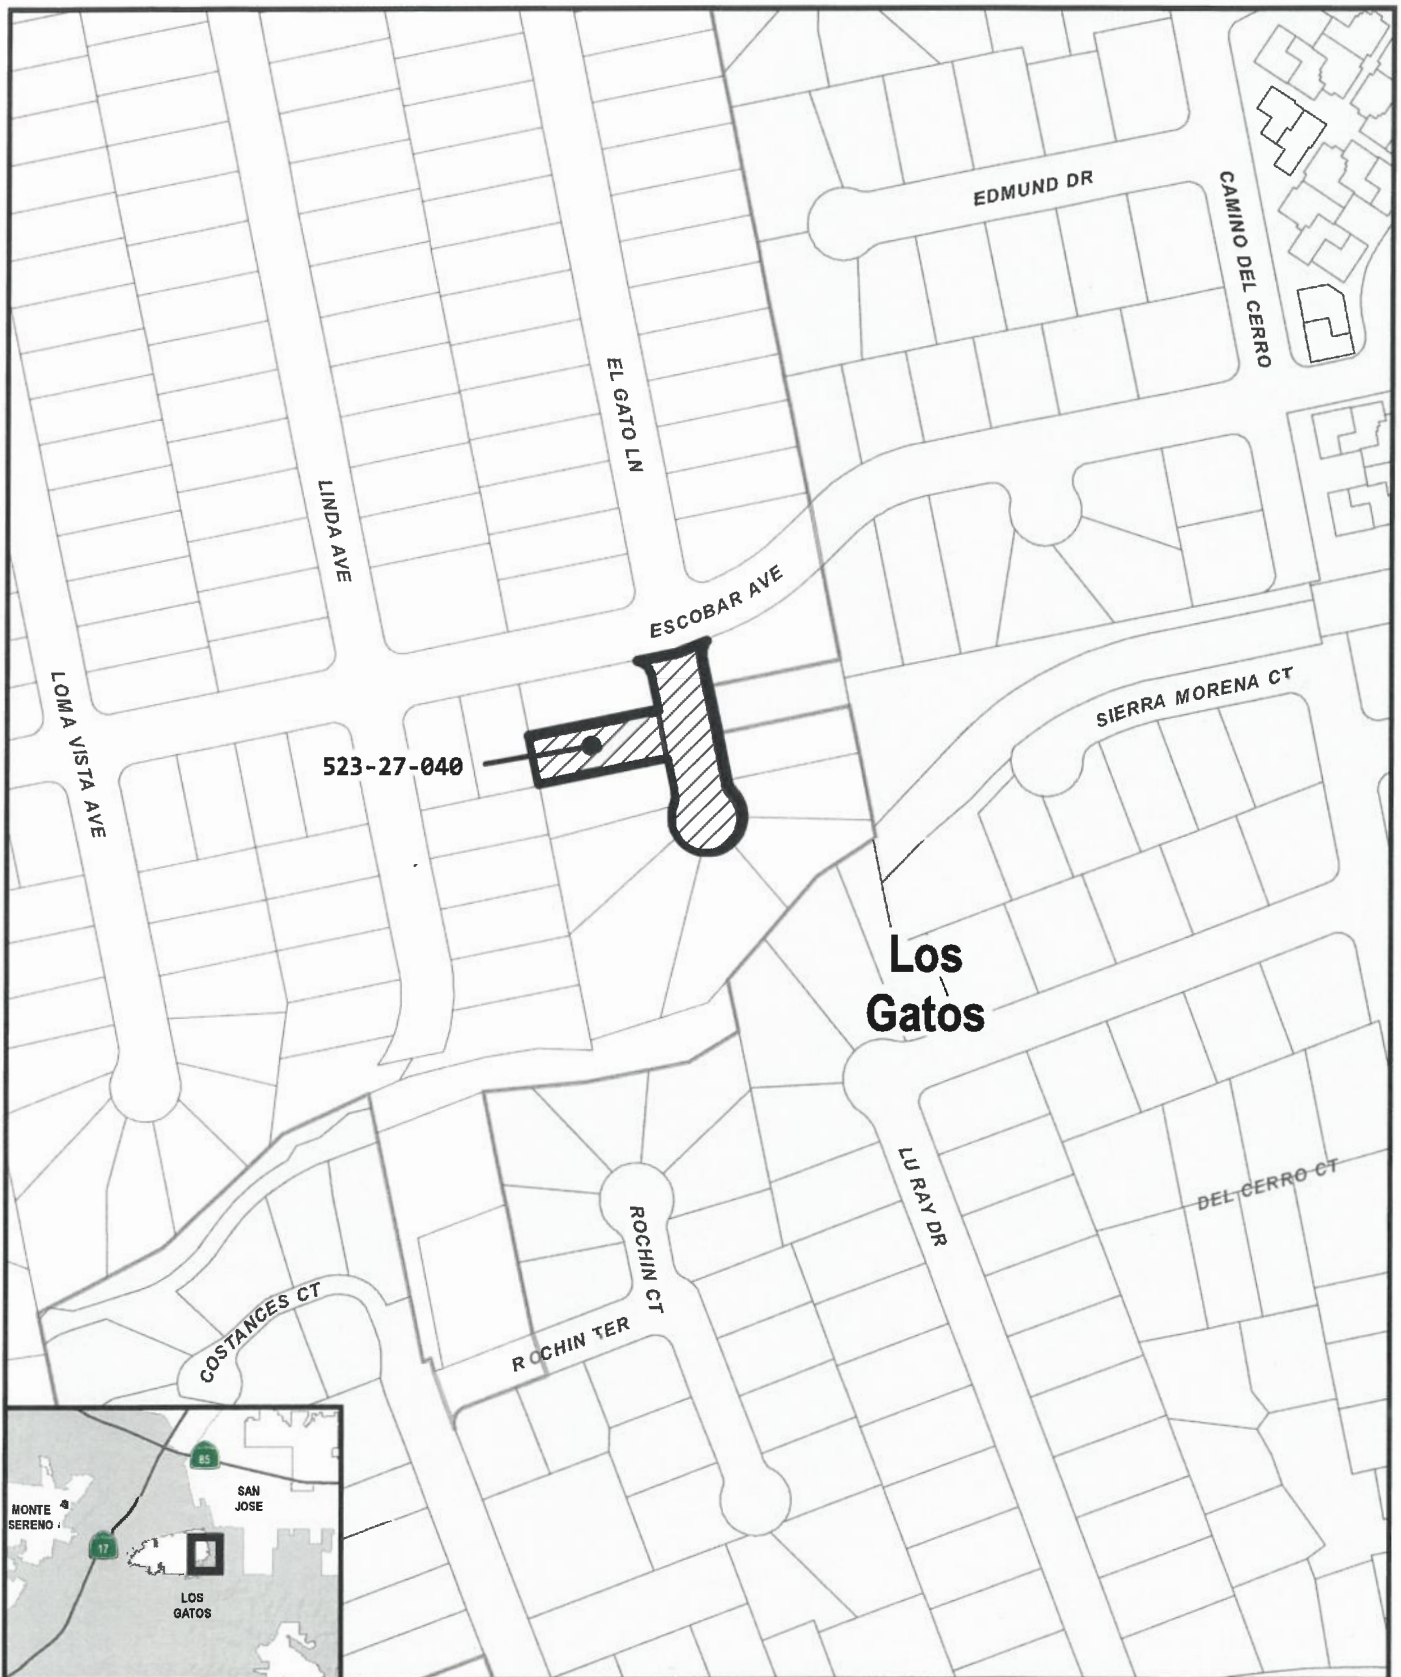 EDMUND DR
CAMINO DEL CERRO
EL GATO LN
LINDA AVE
ESCOBAR AVE
LOMA VISTA AVE
SIERRA MORENA CT
523-27-040
Los
Gatos
LU RAY DR
DEL CERRO CT
ROCHIN CT
COSTANCES CT
ROCHIN TER
85
SAN
JOSE
MONTE
SERENO
17
LOS
GATOS